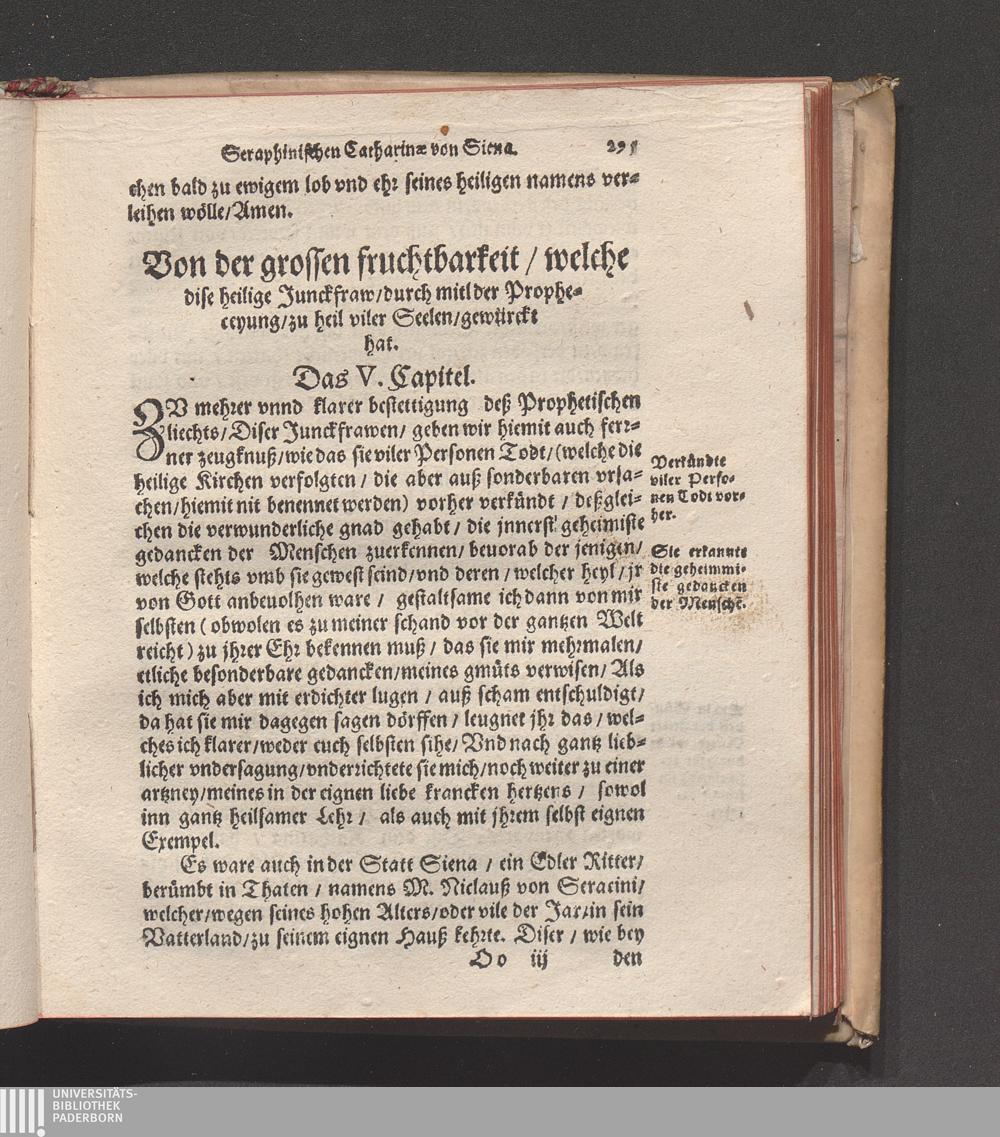 Seraphinischen Catharinæ von Siena. 295
chen bald zu ewigem lob vnd ehr seines heiligen namens ver-
leihen wölle/Amen.
Von der grossen fruchtbarkeit / welche
dise heilige Junckfraw/durch mitl der Prophe-
ceyung/zu heil viler Seelen/gewürckt
hat.
Das V. Capitel.
ZV mehrer vnnd klarer bestettigung deß Prophetischen
liechts/Diser Junckfrawen/ geben wir hiemit auch ferr-
ner zeugknuß/wie das sie viler Personen Todt/(welche die
heilige Kirchen verfolgten/ die aber auß sonderbaren vrsa-
chen/hiemit nit benennet werden) vorher verkündt / deßglei-
chen die verwunderliche gnad gehabt / die jnnerst geheimiste
gedancken der Menschen zuerkennen/ beuorab der jenigen/
welche stehts vmb sie gewest seind/vnd deren / welcher heyl / jr
von Gott anbeuolhen ware / gestaltsame ich dann von mir
selbsten ( obwolen es zu meiner schand vor der gantzen Welt
reicht ) zu jhrer Ehr bekennen muß / das sie mir mehrmalen/
etliche besonderbare gedancken/meines gmüts verwisen/ Als
ich mich aber mit erdichter lugen / auß scham entschuldigt/
da hat sie mir dagegen sagen dörffen / leugnet jhr das / wel-
ches ich klarer/weder euch selbsten sihe/ Vnd nach gantz lieb-
licher vndersagung/vnderrichtete sie mich/noch weiter zu einer
artzney/meines in der eignen liebe krancken hertzens / sowol
inn gantz heilsamer Lehr / als auch mit jhrem selbst eignen
Exempel.
Es ware auch in der Statt Siena / ein Edler Ritter/
berümbt in Thaten / namens M. Niclauß von Seracini/
welcher/wegen seines hohen Alters/oder vile der Jar/in sein
Vatterland/zu seinem eignen Hauß kehrte. Diser / wie bey
Oo iij den
Verkündte
viler Perso-
nen Todt vor-
her.
Sie erkannte
die geheimmi-
ste gedancken
der Menschẽ.
UNIVERSITÄTS-
BIBLIOTHEK
PADERBORN